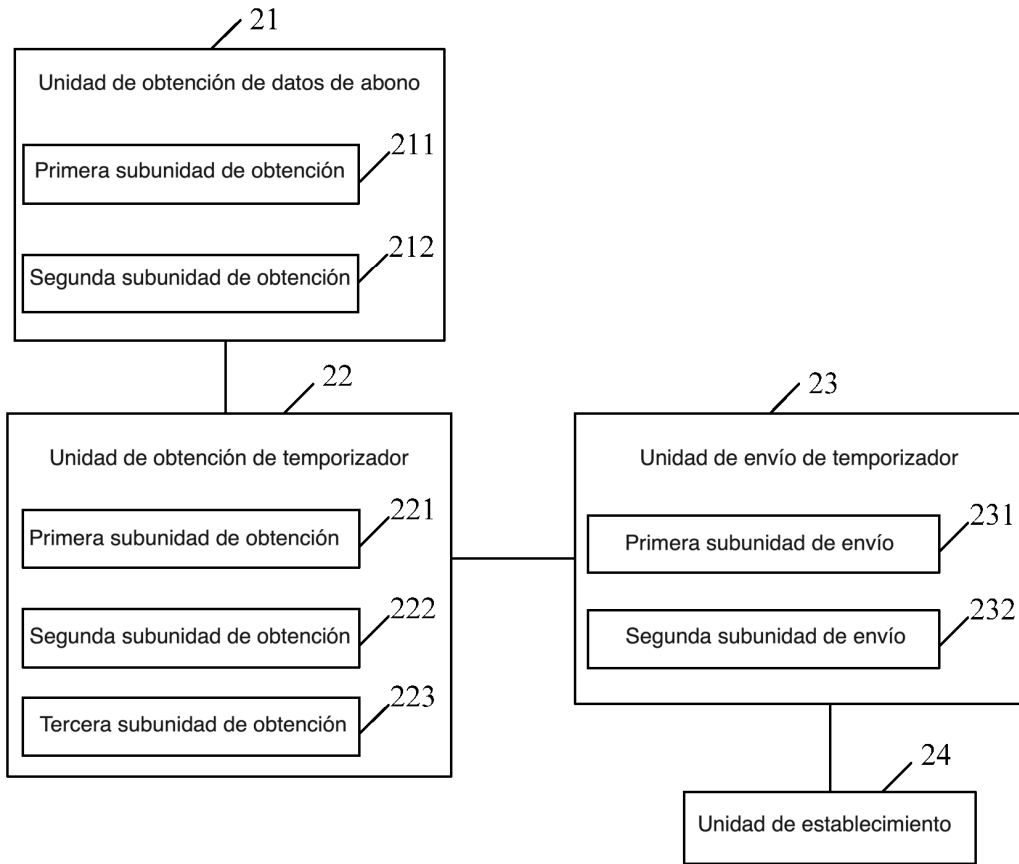 21
Unidad de obtención de datos de abono
211
Primera subunidad de obtención
212
Segunda subunidad de obtención
22
Unidad de obtención de temporizador
221
Primera subunidad de obtención
222
Segunda subunidad de obtención
223
Tercera subunidad de obtención
23
Unidad de envío de temporizador
231
Primera subunidad de envío
232
Segunda subunidad de envío
24
Unidad de establecimiento